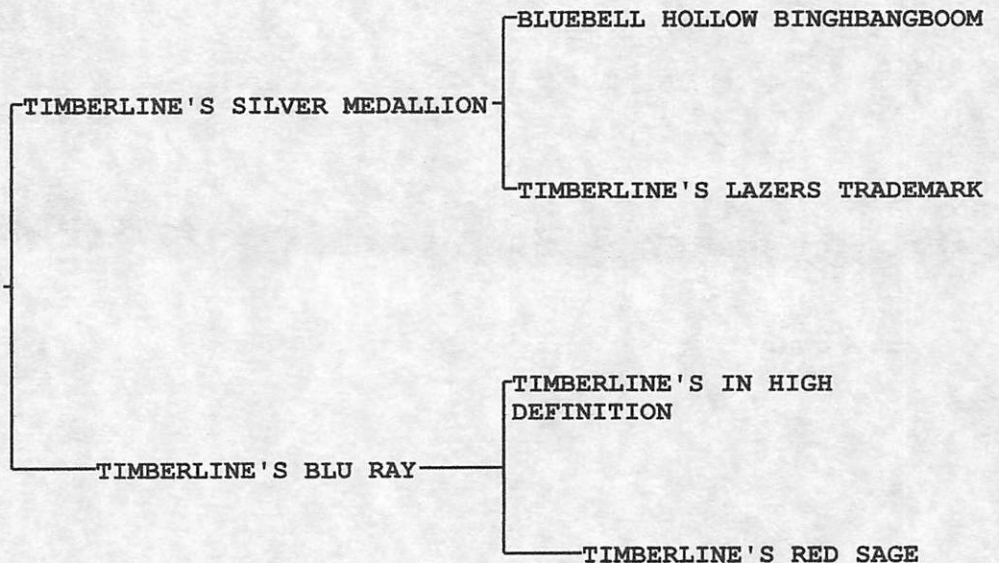 BLUEBELL HOLLOW BINGHBANGBOOM
TIMBERLINE'S SILVER MEDALLION
TIMBERLINE'S LAZERS TRADEMARK
TIMBERLINE'S IN HIGH
DEFINITION
TIMBERLINE'S BLU RAY
TIMBERLINE'S RED SAGE